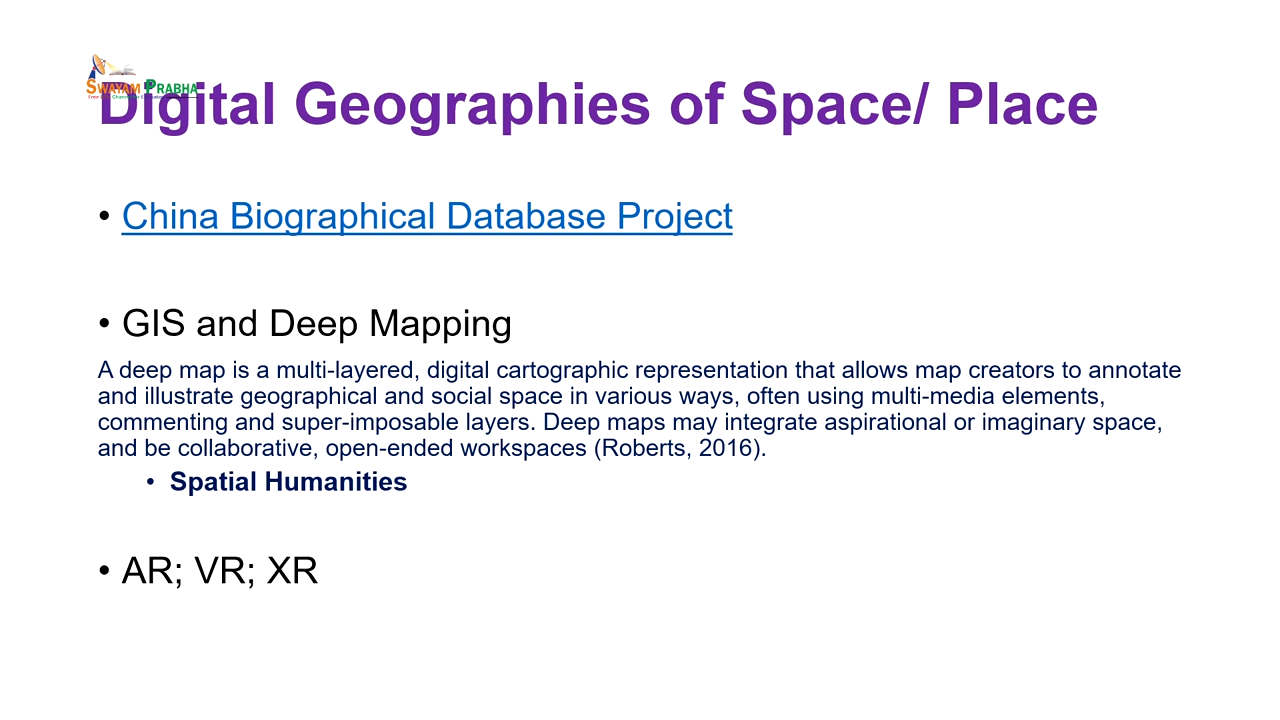 SWAYAM PRABHA
Digital Geographies of Space/ Place
• China Biographical Database Project
• GIS and Deep Mapping
A deep map is a multi-layered, digital cartographic representation that allows map creators to annotate
and illustrate geographical and social space in various ways, often using multi-media elements,
commenting and super-imposable layers. Deep maps may integrate aspirational or imaginary space,
and be collaborative, open-ended workspaces (Roberts, 2016).
• Spatial Humanities
• AR; VR; XR